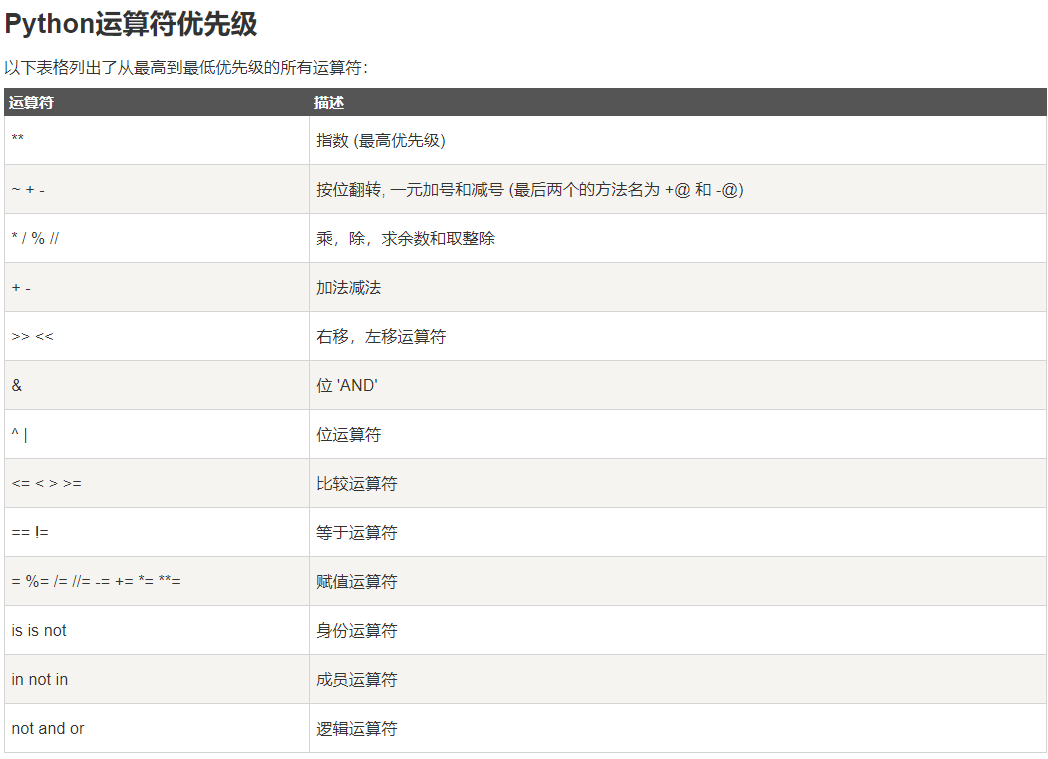 Python运算符优先级
以下表格列出了从最高到最低优先级的所有运算符：
运算符 描述
** 指数 (最高优先级)
~ + - 按位翻转, 一元加号和减号 (最后两个的方法名为 +@ 和 -@)
* / % // 乘，除，求余数和取整除
+ - 加法减法
>> << 右移，左移运算符
& 位 'AND'
^ | 位运算符
<= < > >= 比较运算符
== != 等于运算符
= %= /= //= -= += *= **= 赋值运算符
is is not 身份运算符
in not in 成员运算符
not and or 逻辑运算符